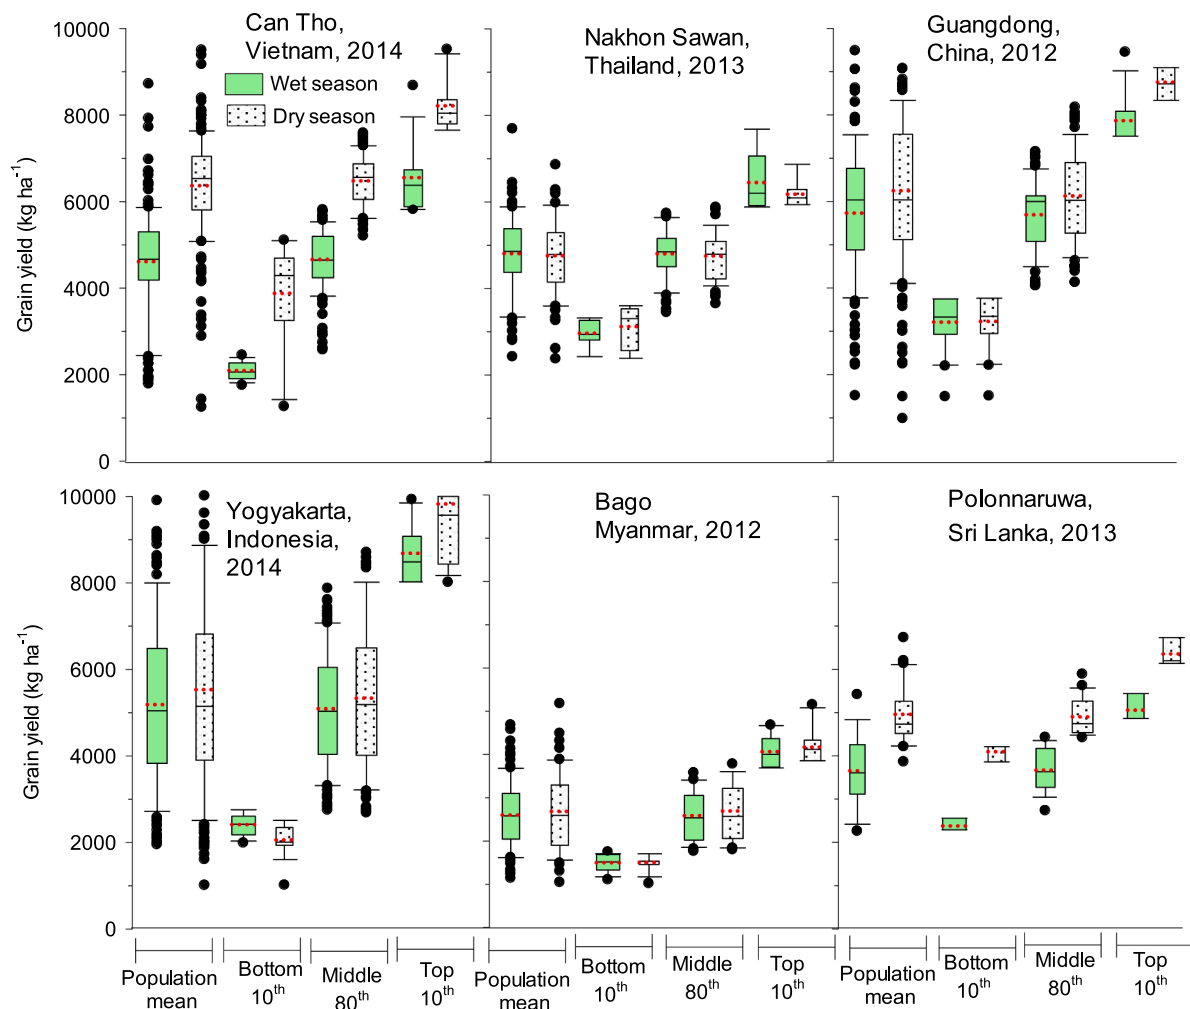 Can Tho,
Vietnam, 2014
Wet season
Dry season
Nakhon Sawan,
Thailand, 2013
Guangdong,
China, 2012
Grain yield (kg ha⁻¹)
10000
8000
6000
4000
2000
0
Yogyakarta,
Indonesia,
2014
Bago
Myanmar, 2012
Polonnaruwa,
Sri Lanka, 2013
Grain yield (kg ha⁻¹)
10000
8000
6000
4000
2000
0
Population
mean
Bottom
10th
Middle
80th
Top
10th
Population
mean
Bottom
10th
Middle
80th
Top
10th
Population
mean
Bottom
10th
Middle
80th
Top
10th